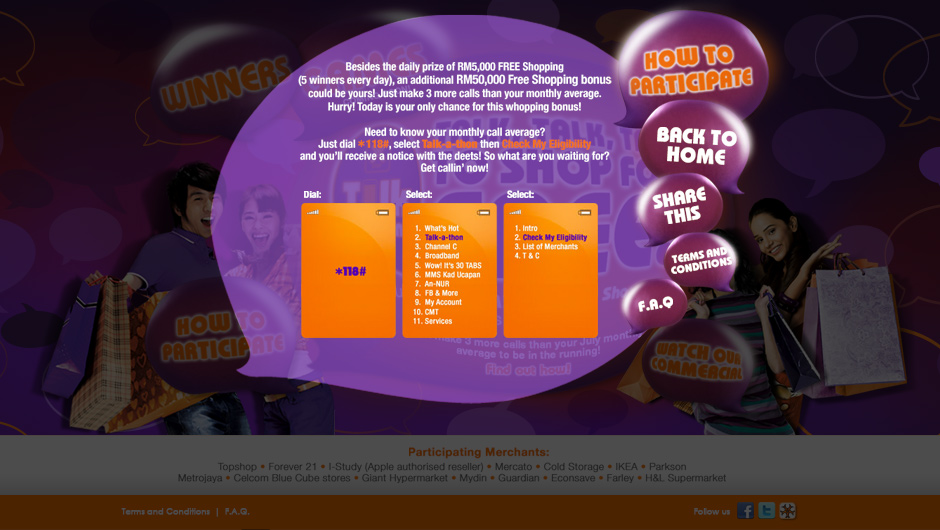 WINNERS
Besides the daily prize of RM5,000 FREE Shopping
(5 winners every day), an additional RM50,000 Free Shopping bonus
could be yours! Just make 3 more calls than your monthly average.
Hurry! Today is your only chance for this whopping bonus!
Need to know your monthly call average?
Just dial *118#, select Talk-a-thon then Check My Eligibility
and you'll receive a notice with the deets! So what are you waiting for?
Get callin' now!
Dial:
*118#
Select:
1. What's Hot
2. Talk-a-thon
3. Channel C
4. Broadband
5. Wow! It's 30 TABS
6. MMS Kad Ucapan
7. An-NUR
8. FB & More
9. My Account
10. CMT
11. Services
Select:
1. Intro
2. Check My Eligibility
3. List of Merchants
4. T & C
HOW TO
PARTICIPATE
BACK TO
HOME
SHARE
THIS
TERMS AND
CONDITIONS
F.A.Q
HOW TO
PARTICIPATE
make 3 more calls than your July monthly
average to be in the running!
find out how!
WATCH OUR
COMMERCIAL
Participating Merchants:
Topshop • Forever 21 • I-Study (Apple authorised reseller) • Mercato • Cold Storage • IKEA • Parkson
Metrojaya • Celcom Blue Cube stores • Giant Hypermarket • Mydin • Guardian • Econsave • Farley • H&L Supermarket
Terms and Conditions | F.A.Q.
Follow us